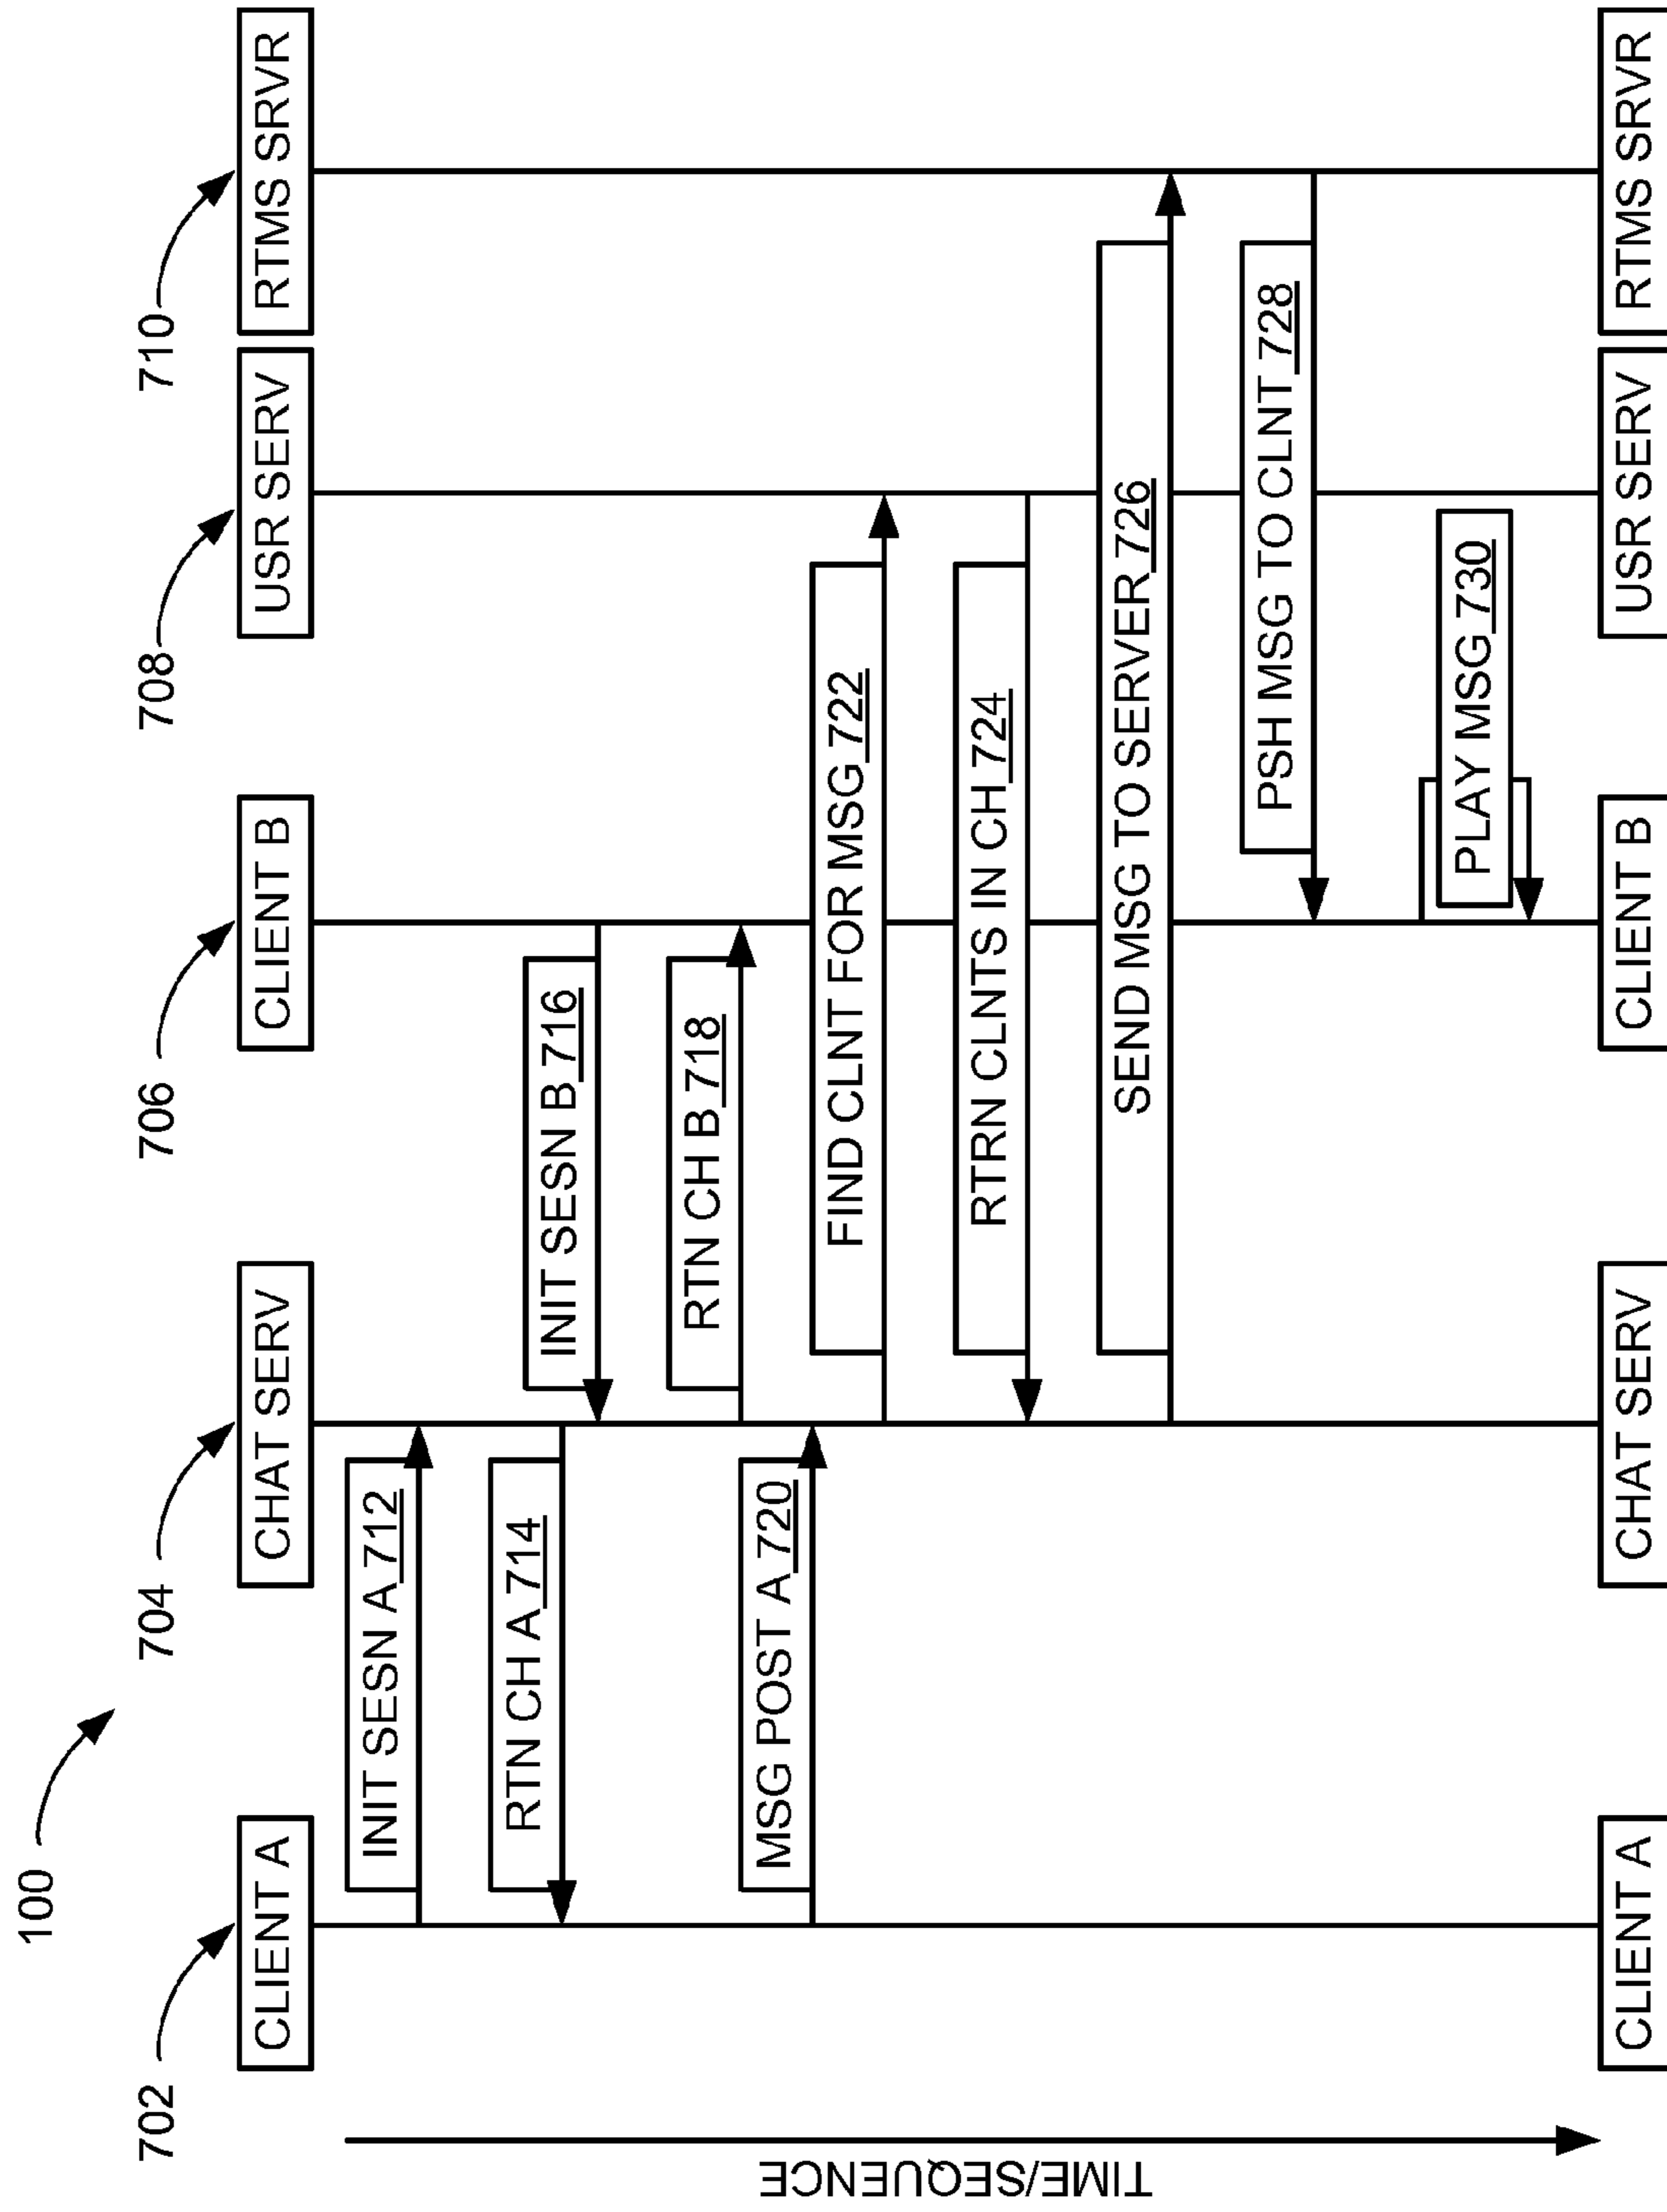 100
702
704
706
708
710
CLIENT A
CHAT SERV
CLIENT B
USR SERV
RTMS SRVR
TIME/SEQUENCE
INIT SESN A 712
RTN CH A 714
INIT SESN B 716
RTN CH B 718
MSG POST A 720
FIND CLNT FOR MSG 722
RTRN CLNTS IN CH 724
SEND MSG TO SERVER 726
PSH MSG TO CLNT 728
PLAY MSG 730
CLIENT A
CHAT SERV
CLIENT B
USR SERV
RTMS SRVR